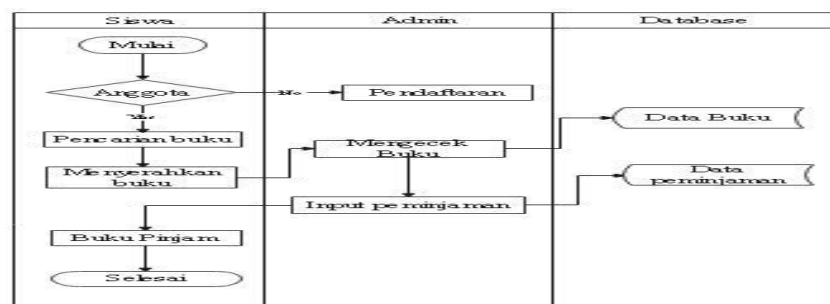 Siswa
Admin
Database
Mulai
Anggota
No
Pendaftaran
Yes
Pencarian buku
Menyerahkan
buku
Mengecek
Buku
Data Buku
Input peminjaman
Data
peminjaman
Buku Pinjam
Selesai